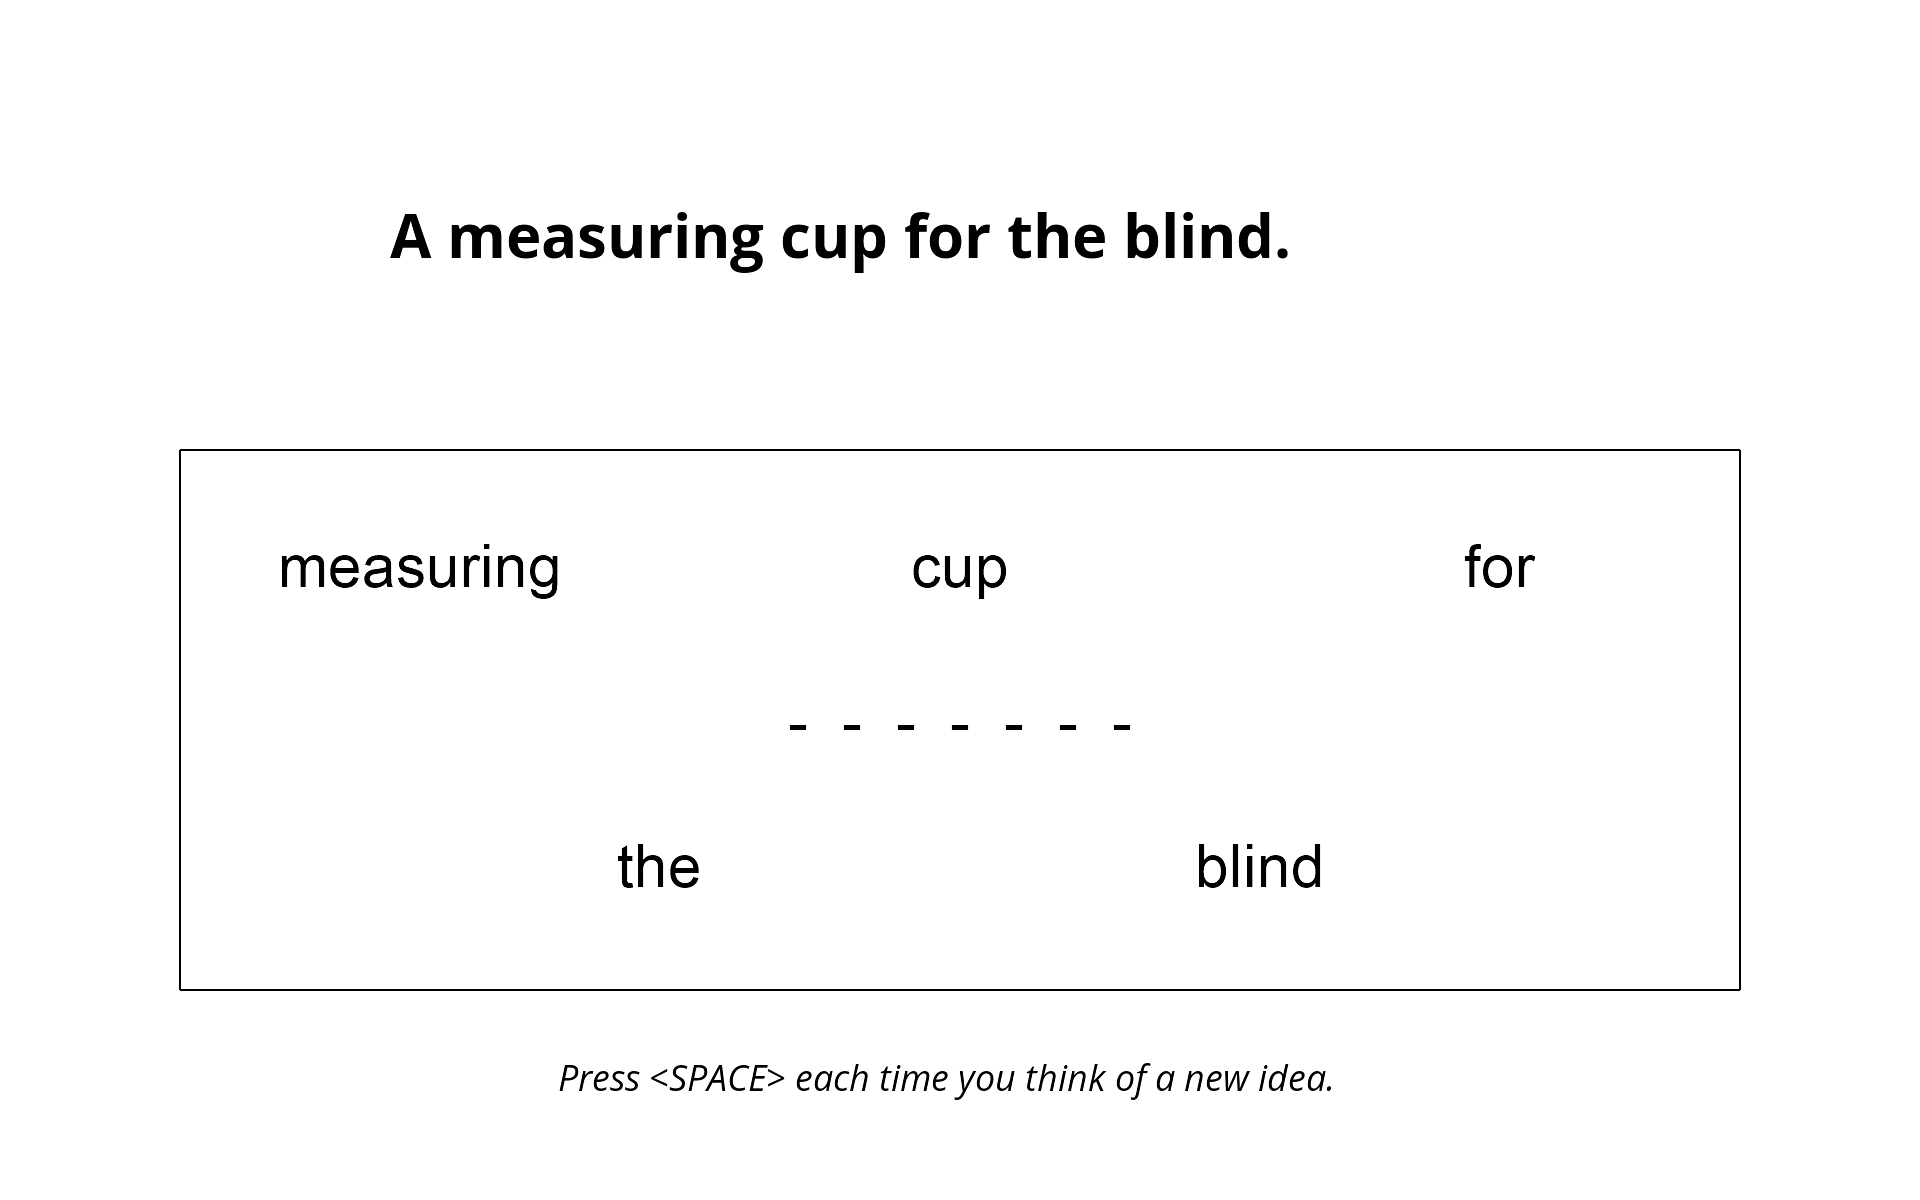 A measuring cup for the blind.
measuring cup for
- - - - - - -
the blind
Press <SPACE> each time you think of a new idea.